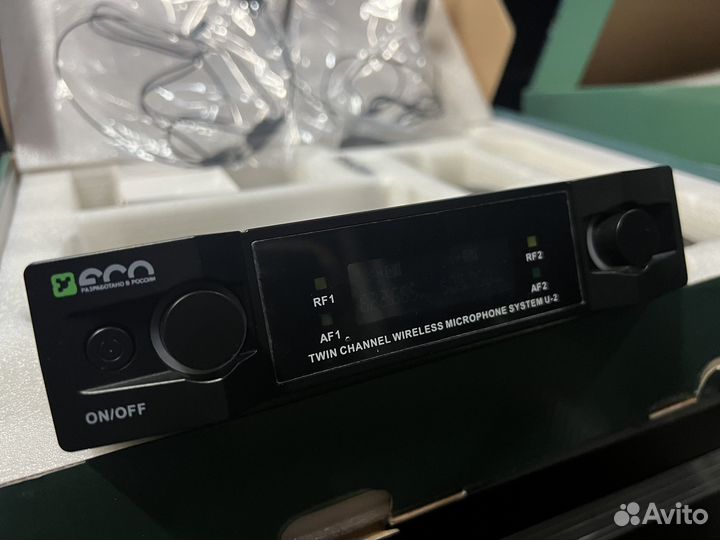 eco
РАЗРАБОТАНО В РОССИИ
ON/OFF
RF1
AF1
RF2
AF2
TWIN CHANNEL WIRELESS MICROPHONE SYSTEM U-2
Avito